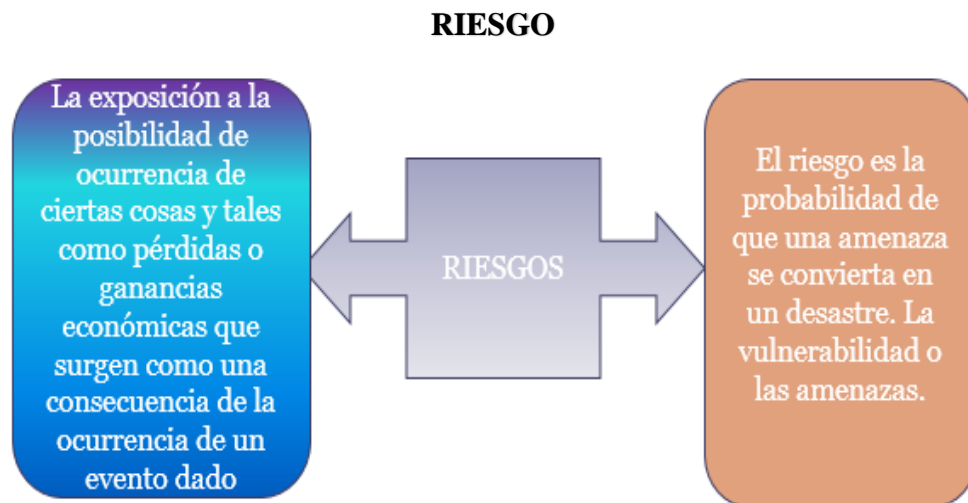 RIESGO
La exposición a la
posibilidad de
ocurrencia de
ciertas cosas y tales
como pérdidas o
ganancias
económicas que
surgen como una
consecuencia de la
ocurrencia de un
evento dado
RIESGOS
El riesgo es la
probabilidad de
que una amenaza
se convierta en
un desastre. La
vulnerabilidad o
las amenazas.